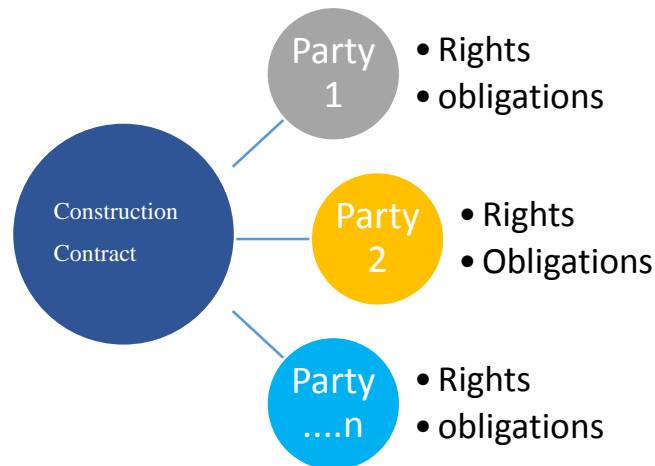 Party
1
• Rights
• obligations
Construction
Contract
Party
2
• Rights
• Obligations
Party
....n
• Rights
• obligations